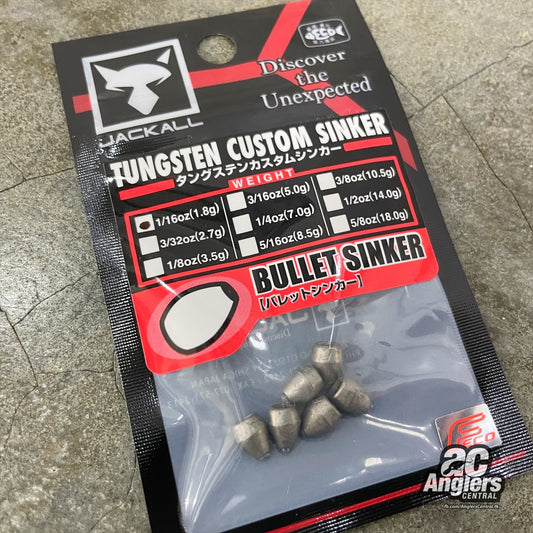 Discover
the
Unexpected
JACKALL
TUNGSTEN CUSTOM SINKER
タングステンカスタムシンカー
WEIGHT
1/16oz(1.8g)
3/32oz(2.7g)
1/8oz(3.5g)
3/16oz(5.0g)
1/4oz(7.0g)
5/16oz(8.5g)
3/8oz(10.5g)
1/2oz(14.0g)
5/8oz(18.0g)
BULLET SINKER
[バレットシンカー]
JACKALL
ECO
AC
Anglers
CENTRAL